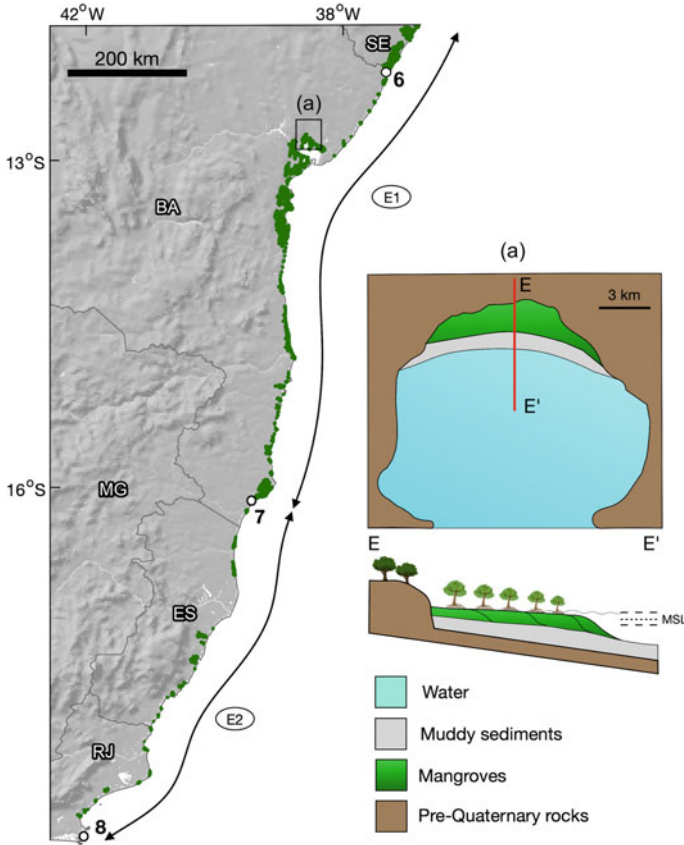 42°W
38°W
200 km
SE
6
(a)
13°S
E1
BA
(a)
E
3 km
E'
16°S
MG
7
E
E'
MSL
ES
Water
E2
Muddy sediments
RJ
Mangroves
8
Pre-Quaternary rocks